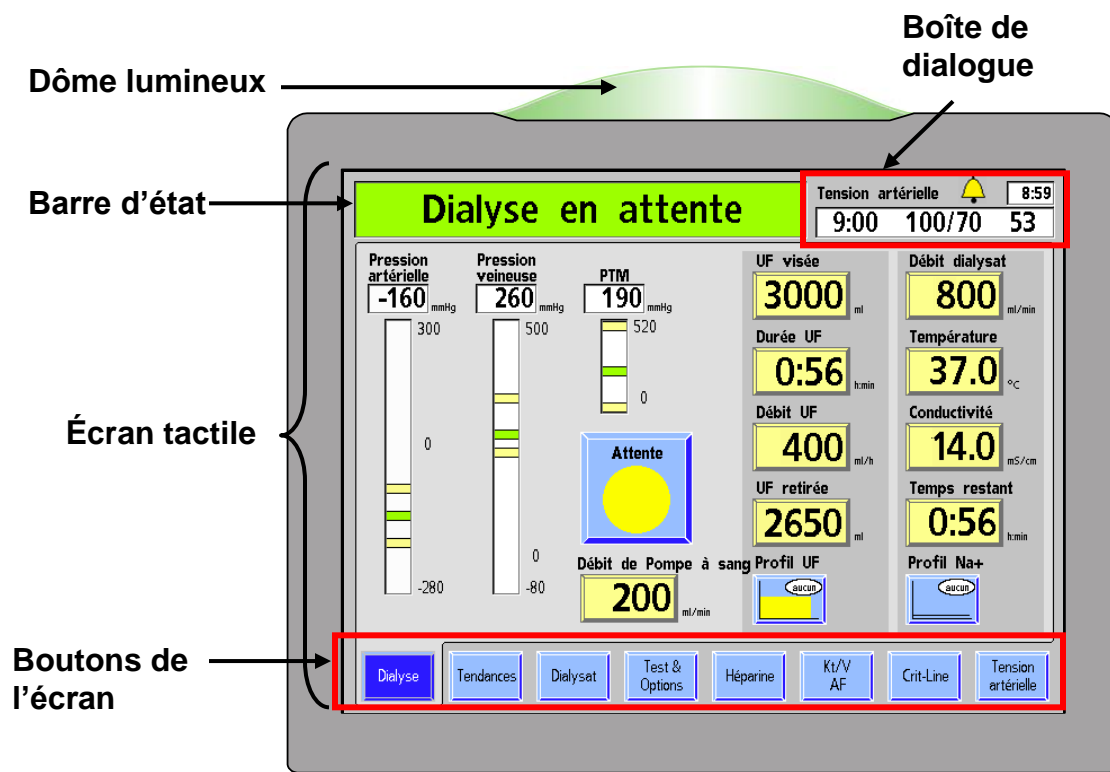 Boîte de
dialogue
Dôme lumineux
Barre d’état
Écran tactile
Boutons de
l’écran
Dialyse en attente
Tension artérielle
8:59
9:00 100/70 53
Pression
artérielle
-160 mmHg
300
0
-280
Pression
veineuse
260 mmHg
500
0
-80
PTM
190 mmHg
520
0
Attente
Débit de Pompe à sang
200 ml/min
UF visée
3000 ml
Durée UF
0:56 h:min
Débit UF
400 ml/h
UF retirée
2650 ml
Profil UF
aucun
Débit dialysat
800 ml/min
Température
37.0 °C
Conductivité
14.0 mS/cm
Temps restant
0:56 h:min
Profil Na+
aucun
Dialyse
Tendances
Dialysat
Test &
Options
Héparine
Kt/V
AF
Crit-Line
Tension
artérielle